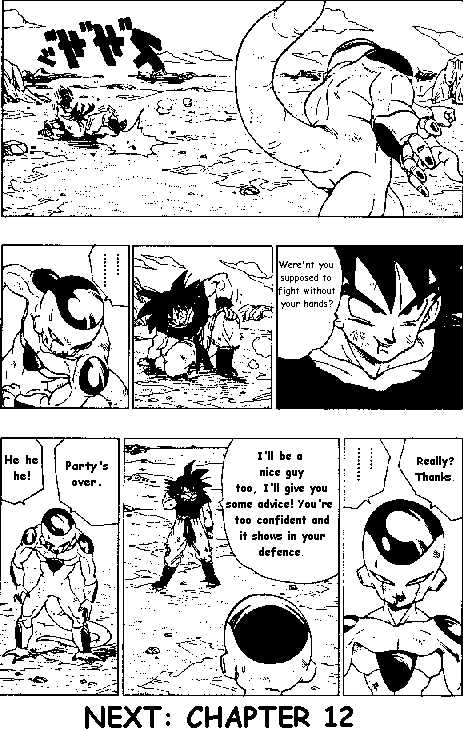 Were'nt you
supposed to
fight without
your hands?
......
Really?
Thanks.
......
I'll be a
nice guy
too, I'll give you
some advice! You're
too confident and
it shows in your
defence.
Party's
over.
He he
he!
NEXT: CHAPTER 12